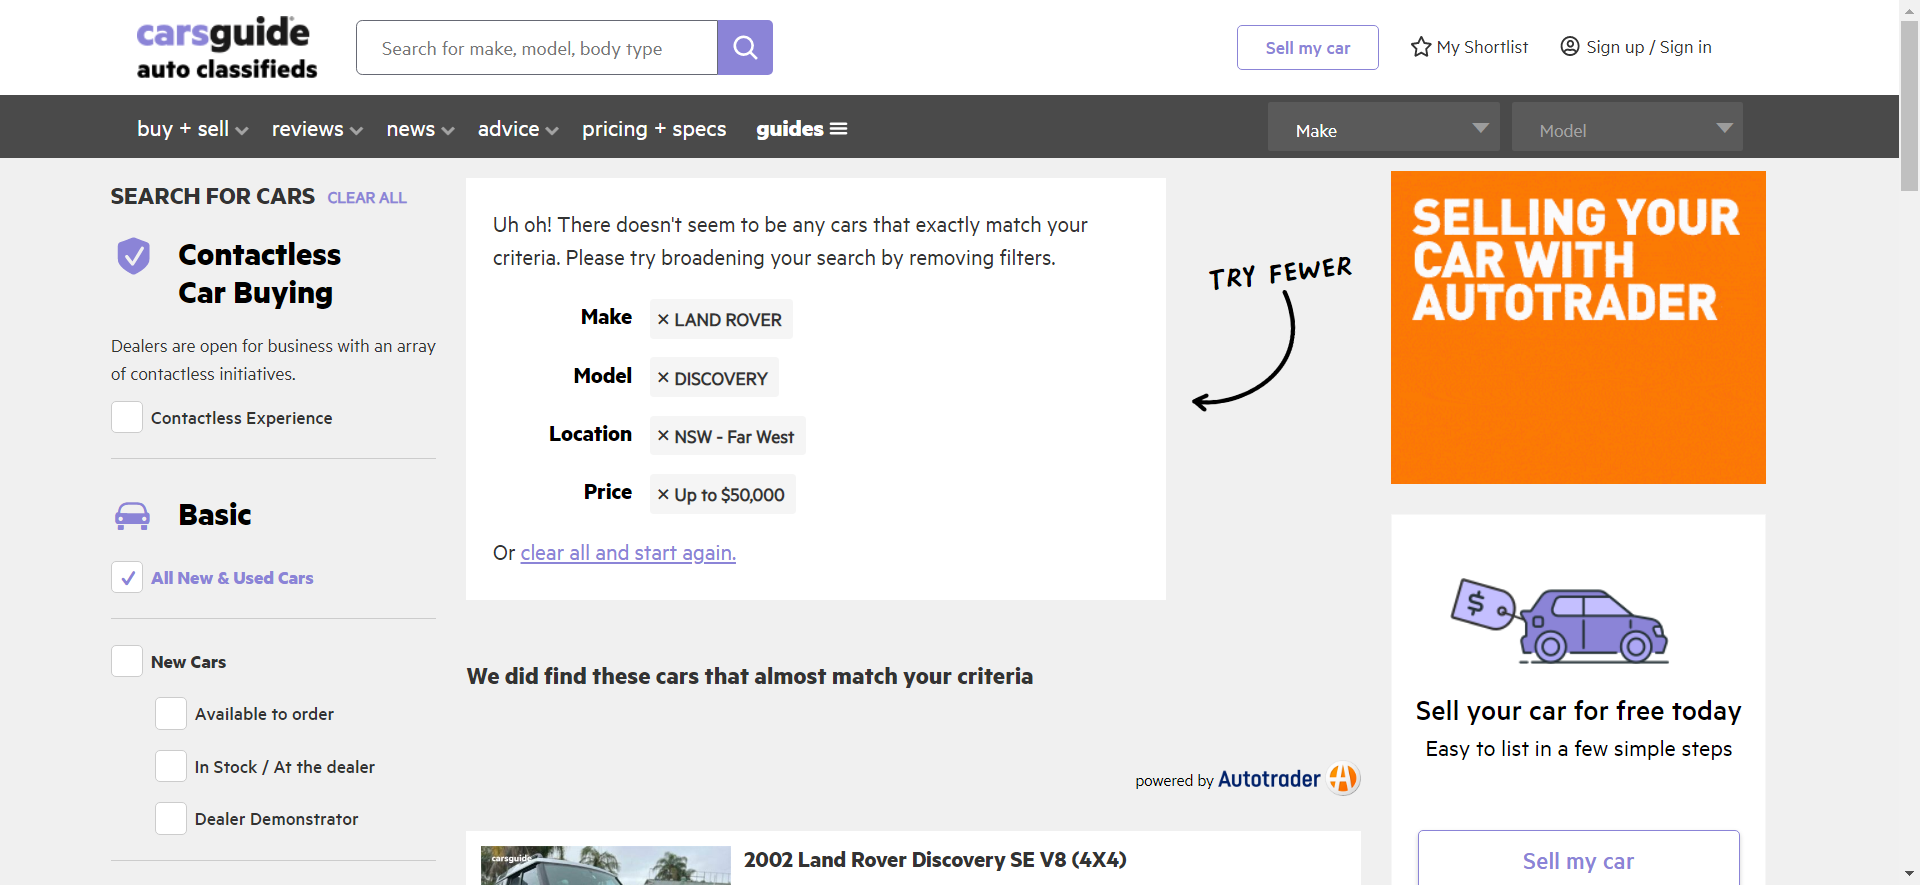 carsguide
auto classifieds
Search for make, model, body type
Sell my car
My Shortlist
Sign up / Sign in
buy + sell
reviews
news
advice
pricing + specs
guides
Make
Model
SEARCH FOR CARS CLEAR ALL
Contactless
Car Buying
Dealers are open for business with an array
of contactless initiatives.
Contactless Experience
Basic
All New & Used Cars
New Cars
Available to order
In Stock / At the dealer
Dealer Demonstrator
Uh oh! There doesn't seem to be any cars that exactly match your
criteria. Please try broadening your search by removing filters.
Make × LAND ROVER
Model × DISCOVERY
Location × NSW - Far West
Price × Up to $50,000
Or clear all and start again.
TRY FEWER
We did find these cars that almost match your criteria
powered by Autotrader
carsguide
2002 Land Rover Discovery SE V8 (4X4)
SELLING YOUR
CAR WITH
AUTOTRADER
$
Sell your car for free today
Easy to list in a few simple steps
Sell my car